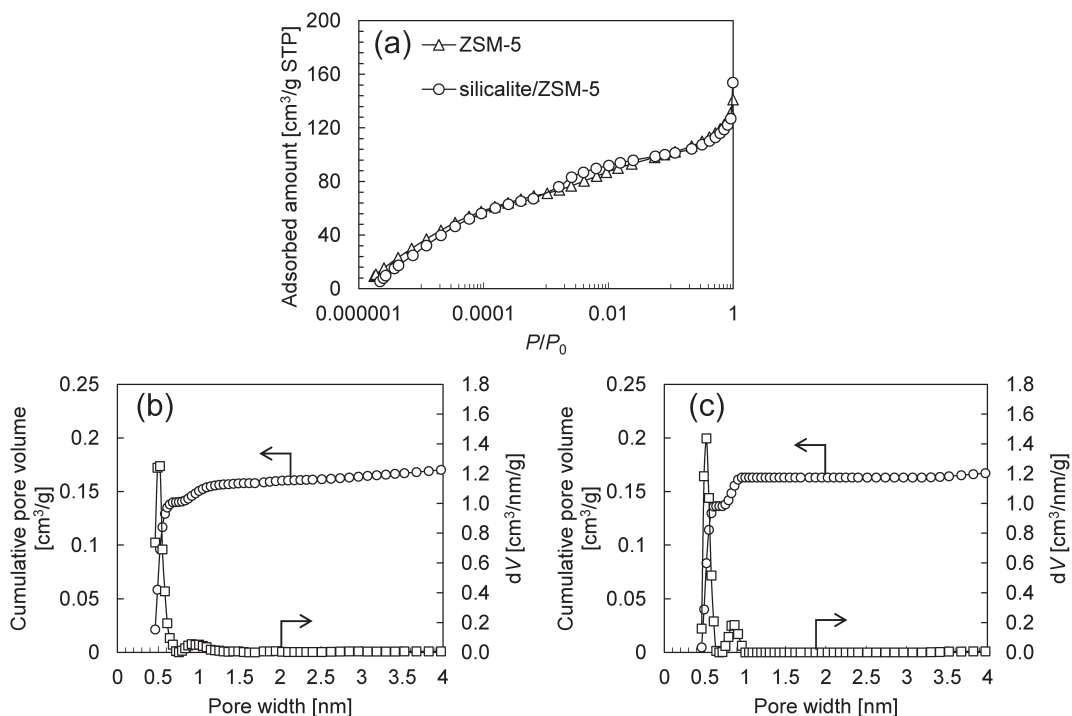 (a)
ZSM-5
silicalite/ZSM-5
Adsorbed amount [cm³/g STP]
200
160
120
80
40
0
0.000001
0.0001
0.01
1
P/P₀
(b)
Cumulative pore volume
[cm³/g]
0.25
0.2
0.15
0.1
0.05
0
1.8
1.6
1.4
1.2
1.0
0.8
0.6
0.4
0.2
0.0
dV [cm³/nm/g]
0 0.5 1 1.5 2 2.5 3 3.5 4
Pore width [nm]
(c)
Cumulative pore volume
[cm³/g]
0.25
0.2
0.15
0.1
0.05
0
1.8
1.6
1.4
1.2
1.0
0.8
0.6
0.4
0.2
0.0
dV [cm³/nm/g]
0 0.5 1 1.5 2 2.5 3 3.5 4
Pore width [nm]